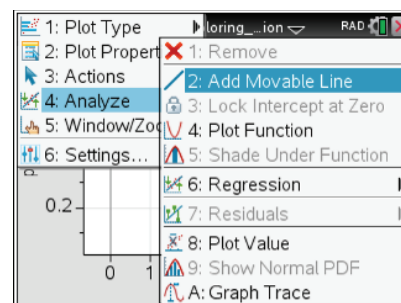 1: Plot Type
loring_...ion
RAD
2: Plot Propert
3: Actions
4: Analyze
5: Window/Zoo
6: Settings...
1: Remove
2: Add Movable Line
3: Lock Intercept at Zero
4: Plot Function
5: Shade Under Function
6: Regression
7: Residuals
8: Plot Value
9: Show Normal PDF
A: Graph Trace
0.2
0
1